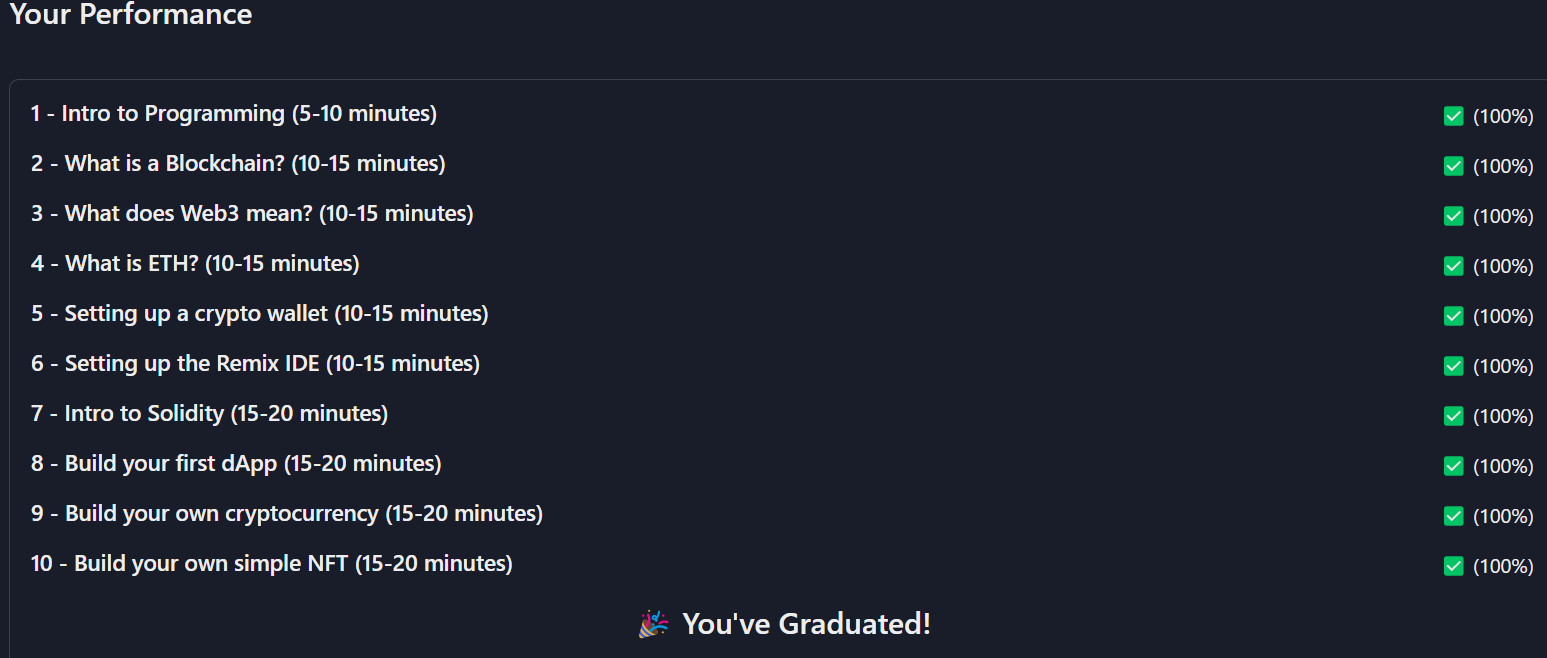 Your Performance
1 - Intro to Programming (5-10 minutes) ✅ (100%)
2 - What is a Blockchain? (10-15 minutes) ✅ (100%)
3 - What does Web3 mean? (10-15 minutes) ✅ (100%)
4 - What is ETH? (10-15 minutes) ✅ (100%)
5 - Setting up a crypto wallet (10-15 minutes) ✅ (100%)
6 - Setting up the Remix IDE (10-15 minutes) ✅ (100%)
7 - Intro to Solidity (15-20 minutes) ✅ (100%)
8 - Build your first dApp (15-20 minutes) ✅ (100%)
9 - Build your own cryptocurrency (15-20 minutes) ✅ (100%)
10 - Build your own simple NFT (15-20 minutes) ✅ (100%)
🎉 You've Graduated!